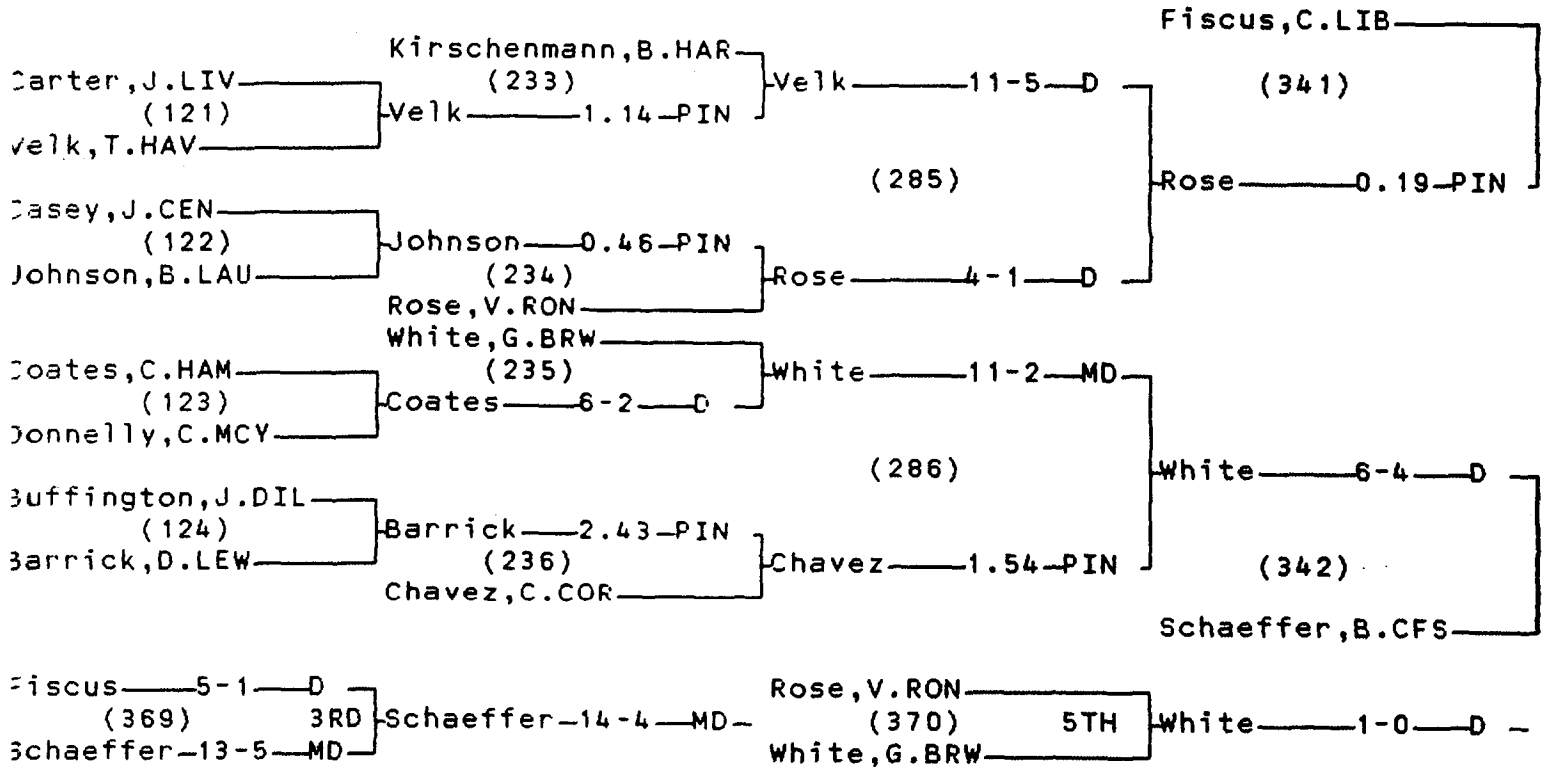 Fiscus,C.LIB
Kirschenmann,B.HAR
Carter,J.LIV (233) Velk 11-5 D (341)
(121) Velk 1.14 PIN
Velk,T.HAV
(285) Rose 0.19 PIN
Casey,J.CEN
(122) Johnson 0.46 PIN
Johnson,B.LAU (234) Rose 4-1 D
Rose,V.RON
White,G.BRW
Coates,C.HAM (235) White 11-2 MD
(123) Coates 6-2 D
Donnelly,C.MCY
(286) White 6-4 D
Buffington,J.DIL
(124) Barrick 2.43 PIN
Barrick,D.LEW (236) Chavez 1.54 PIN (342)
Chavez,C.COR
Schaeffer,B.CFS
Fiscus 5-1 D Rose,V.RON
(369) 3RD Schaeffer 14-4 MD (370) 5TH White 1-0 D
Schaeffer 13-5 MD White,G.BRW